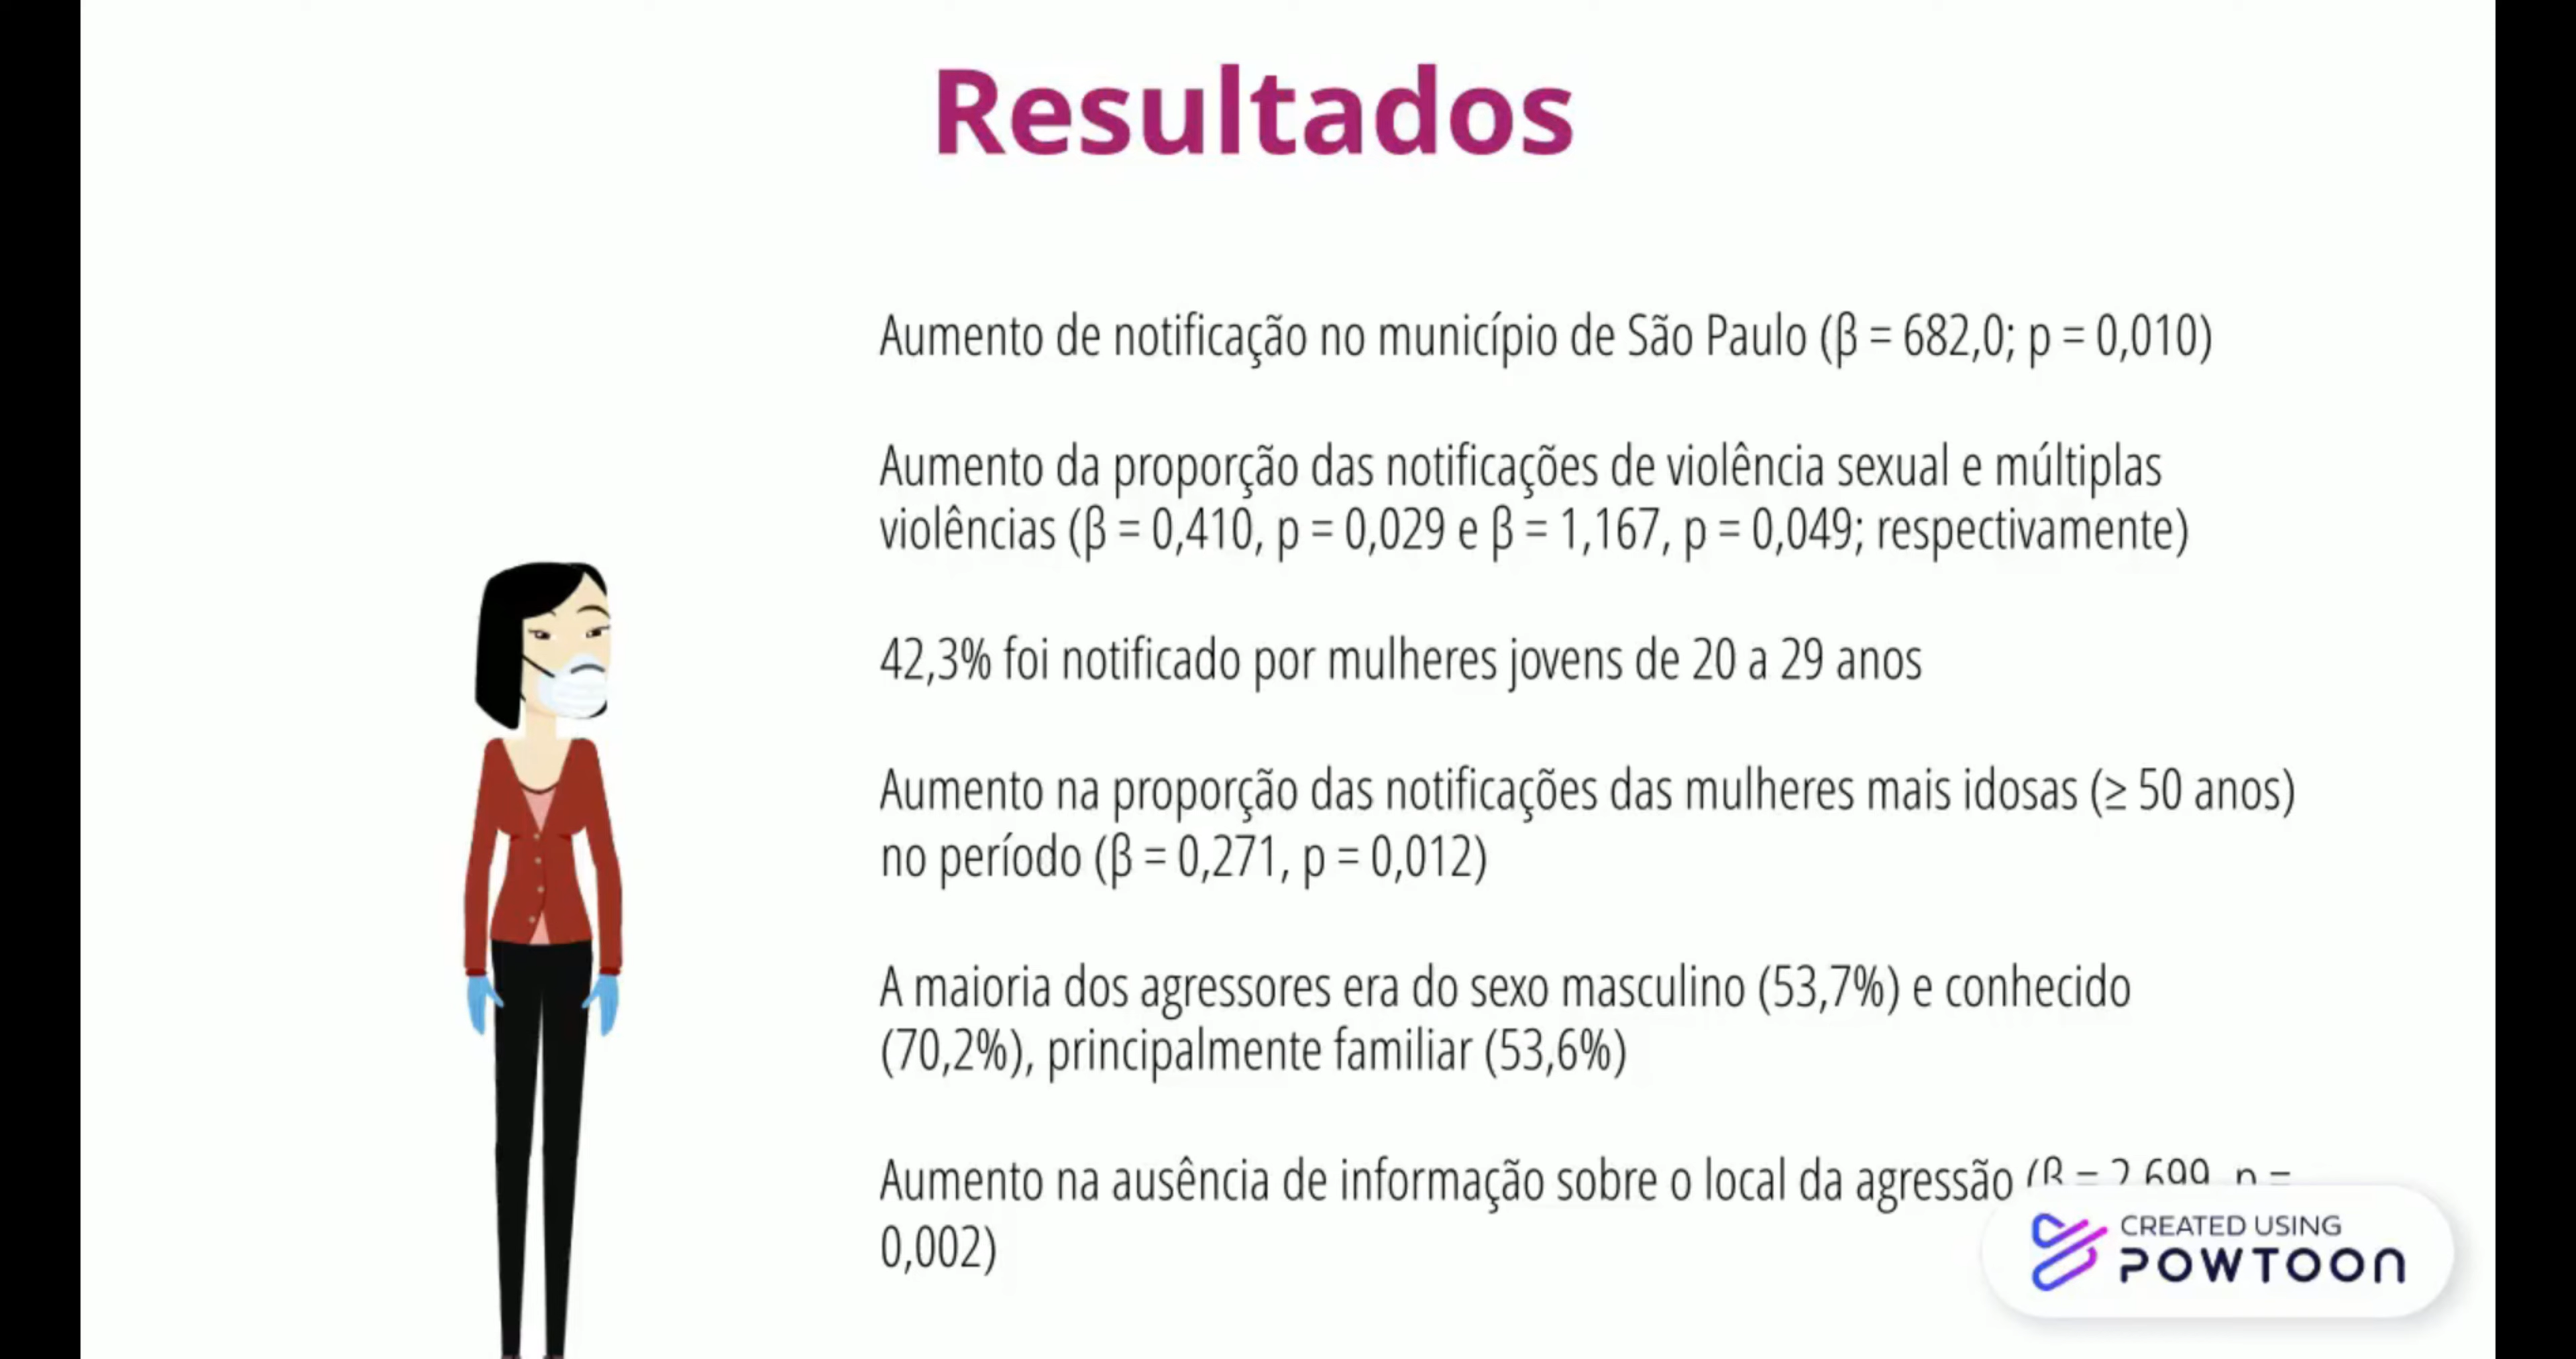 Resultados
Aumento de notificação no município de São Paulo (β = 682,0; p = 0,010)
Aumento da proporção das notificações de violência sexual e múltiplas
violências (β = 0,410, p = 0,029 e β = 1,167, p = 0,049; respectivamente)
42,3% foi notificado por mulheres jovens de 20 a 29 anos
Aumento na proporção das notificações das mulheres mais idosas (≥ 50 anos)
no período (β = 0,271, p = 0,012)
A maioria dos agressores era do sexo masculino (53,7%) e conhecido
(70,2%), principalmente familiar (53,6%)
Aumento na ausência de informação sobre o local da agressão (β = 2,699, p =
0,002)
CREATED USING
POWTOON